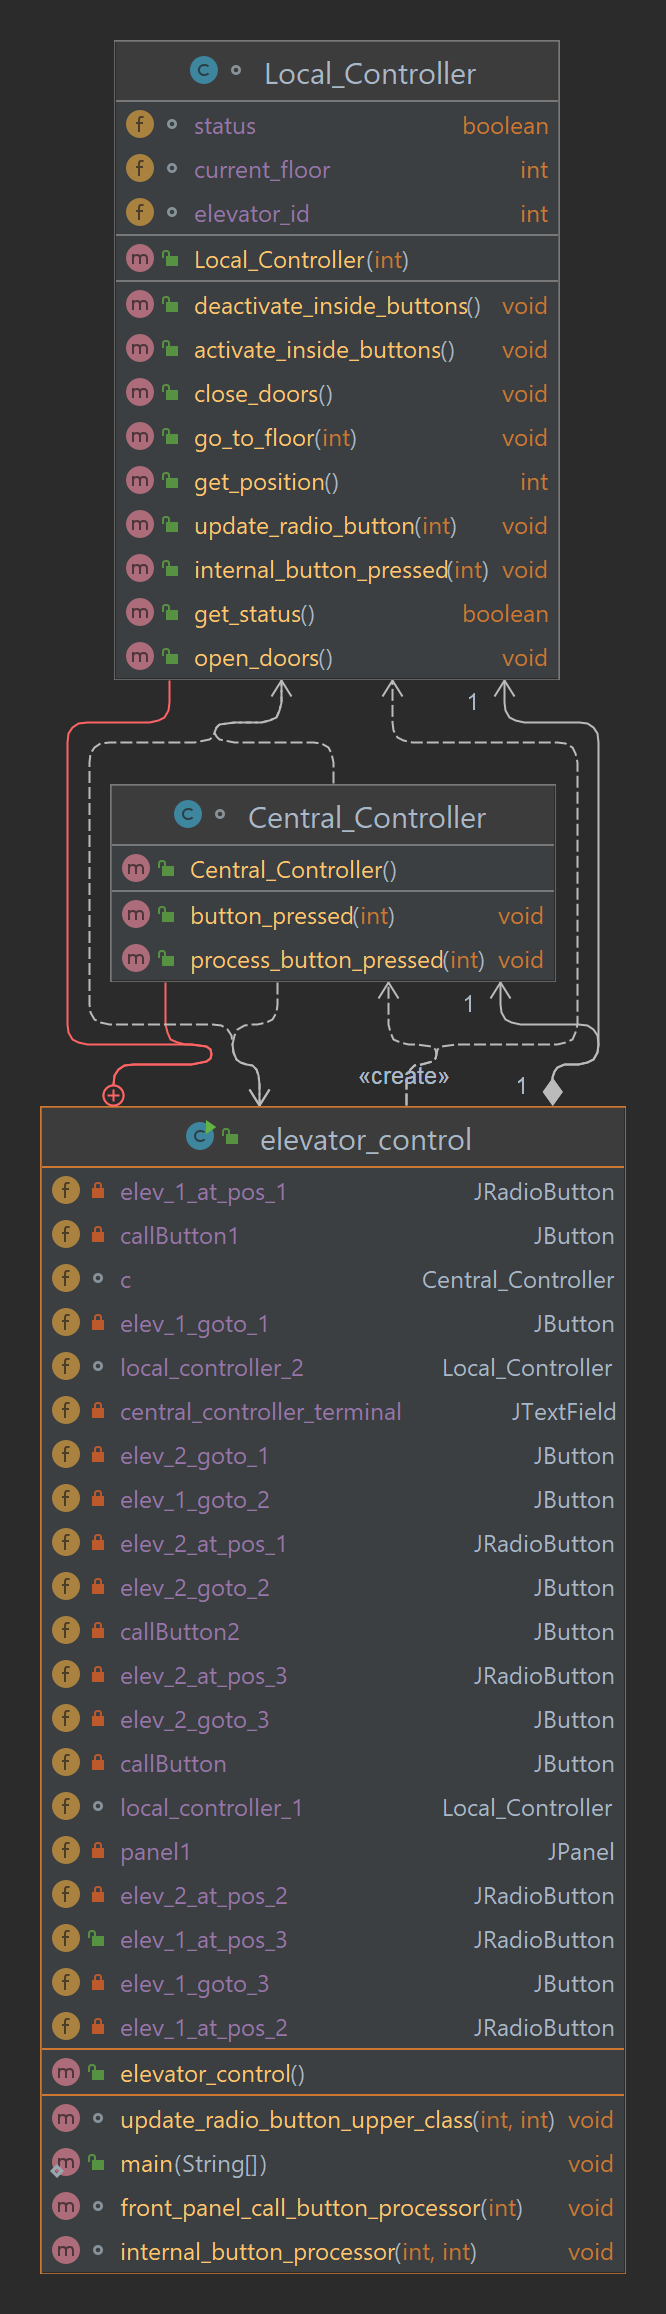 Local_Controller
status boolean
current_floor int
elevator_id int
Local_Controller(int)
deactivate_inside_buttons() void
activate_inside_buttons() void
close_doors() void
go_to_floor(int) void
get_position() int
update_radio_button(int) void
internal_button_pressed(int) void
get_status() boolean
open_doors() void
1
Central_Controller
Central_Controller()
button_pressed(int) void
process_button_pressed(int) void
1
«create»
1
elevator_control
elev_1_at_pos_1 JRadioButton
callButton1 JButton
c Central_Controller
elev_1_goto_1 JButton
local_controller_2 Local_Controller
central_controller_terminal JTextField
elev_2_goto_1 JButton
elev_1_goto_2 JButton
elev_2_at_pos_1 JRadioButton
elev_2_goto_2 JButton
callButton2 JButton
elev_2_at_pos_3 JRadioButton
elev_2_goto_3 JButton
callButton JButton
local_controller_1 Local_Controller
panel1 JPanel
elev_2_at_pos_2 JRadioButton
elev_1_at_pos_3 JRadioButton
elev_1_goto_3 JButton
elev_1_at_pos_2 JRadioButton
elevator_control()
update_radio_button_upper_class(int, int) void
main(String[]) void
front_panel_call_button_processor(int) void
internal_button_processor(int, int) void